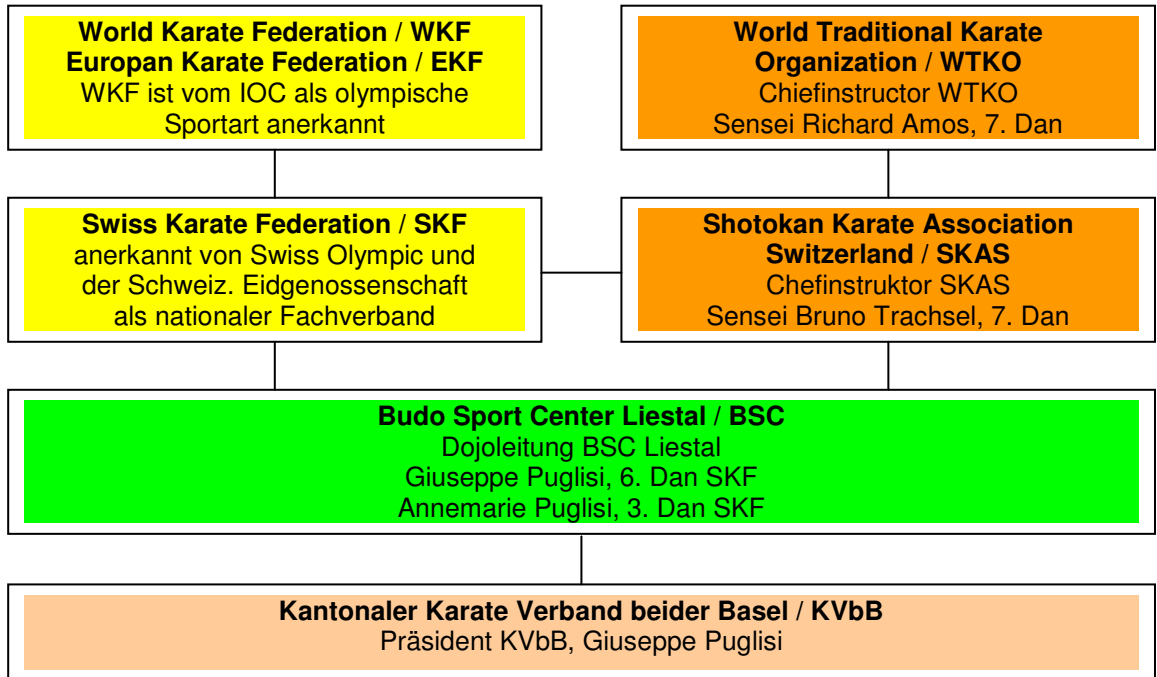 World Karate Federation / WKF
Europan Karate Federation / EKF
WKF ist vom IOC als olympische
Sportart anerkannt
World Traditional Karate
Organization / WTKO
Chiefinstructor WTKO
Sensei Richard Amos, 7. Dan
Swiss Karate Federation / SKF
anerkannt von Swiss Olympic und
der Schweiz. Eidgenossenschaft
als nationaler Fachverband
Shotokan Karate Association
Switzerland / SKAS
Chefinstruktor SKAS
Sensei Bruno Trachsel, 7. Dan
Budo Sport Center Liestal / BSC
Dojoleitung BSC Liestal
Giuseppe Puglisi, 6. Dan SKF
Annemarie Puglisi, 3. Dan SKF
Kantonaler Karate Verband beider Basel / KVbB
Präsident KVbB, Giuseppe Puglisi